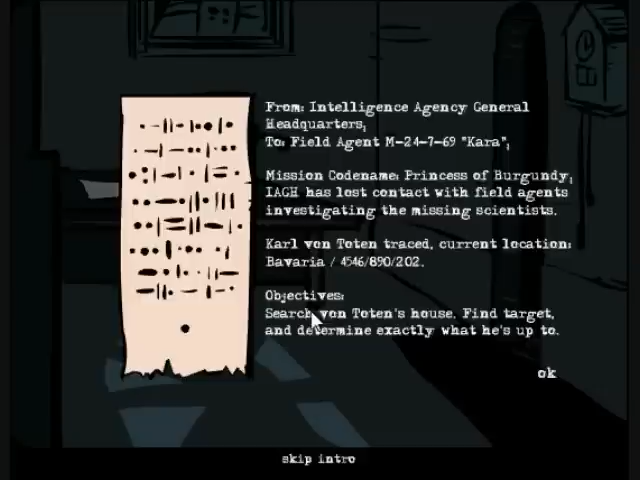 From: Intelligence Agency General
Headquarters;
To: Field Agent M-24-7-69 "Kara";
Mission Codename: Princess of Burgundy;
IAGH has lost contact with field agents
investigating the missing scientists.
Karl von Toten traced, current location:
Bavaria / 4546/890/202.
Objectives:
Search von Toten's house. Find target,
and determine exactly what he's up to.
ok
skip intro